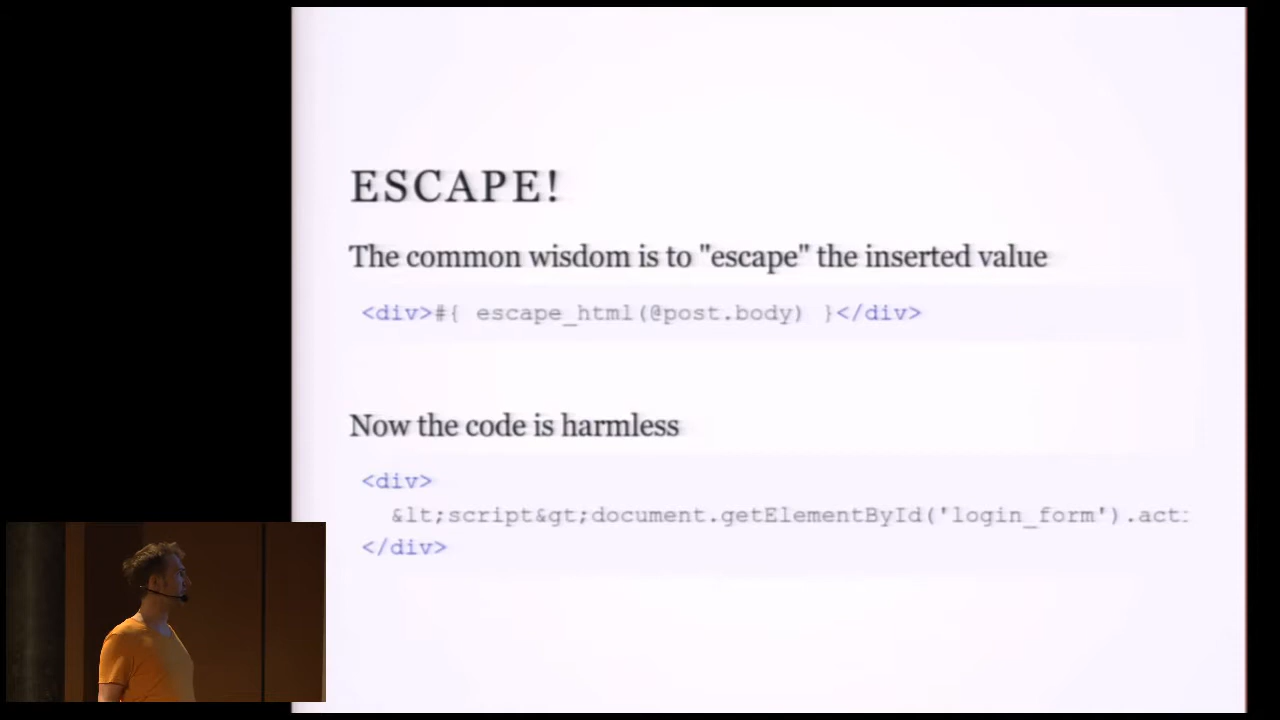 ESCAPE!
The common wisdom is to "escape" the inserted value
<div>#{ escape_html(@post.body) }</div>
Now the code is harmless
<div>
&lt;script&gt;document.getElementById('login_form').act
</div>